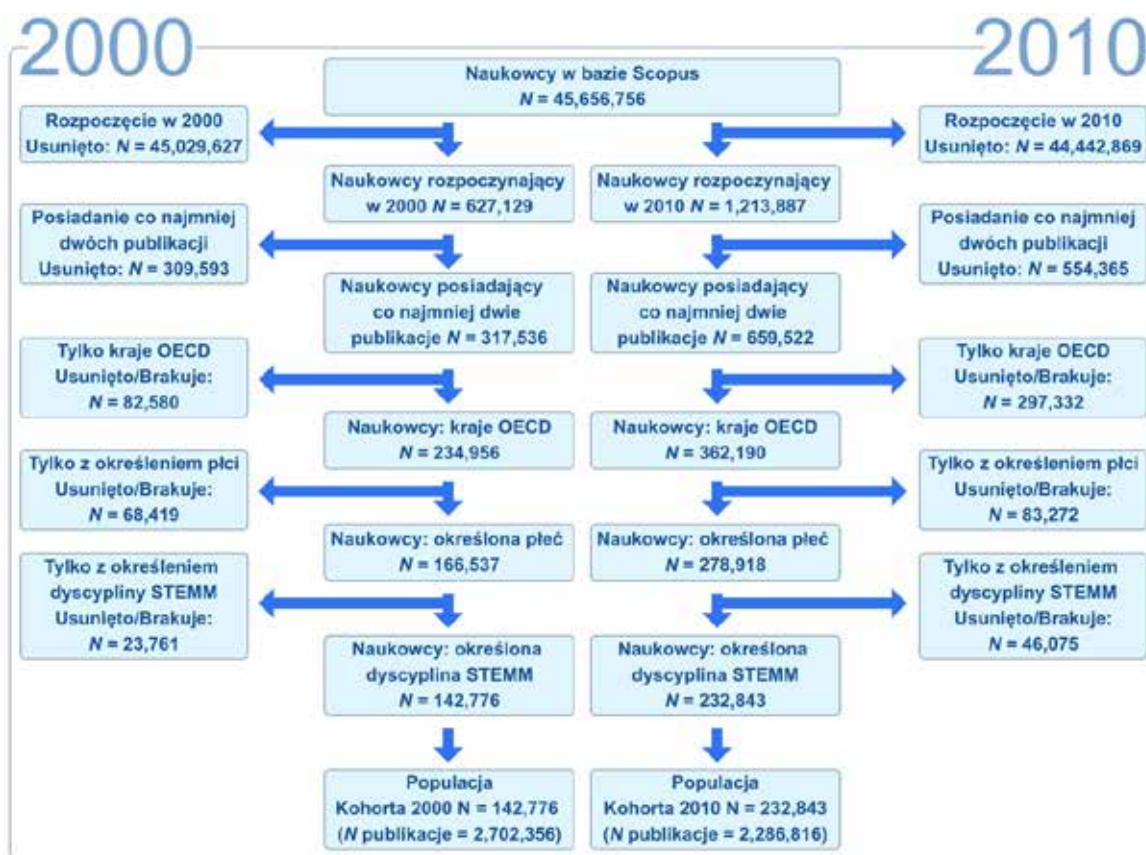 2000
2010
Naukowcy w bazie Scopus
N = 45,656,756
Rozpoczęcie w 2000
Usunięto: N = 45,029,627
Rozpoczęcie w 2010
Usunięto: N = 44,442,869
Naukowcy rozpoczynający
w 2000 N = 627,129
Naukowcy rozpoczynający
w 2010 N = 1,213,887
Posiadanie co najmniej
dwóch publikacji
Usunięto: N = 309,593
Posiadanie co najmniej
dwóch publikacji
Usunięto: N = 554,365
Naukowcy posiadający
co najmniej dwie
publikacje N = 317,536
Naukowcy posiadający
co najmniej dwie
publikacje N = 659,522
Tylko kraje OECD
Usunięto/Brakuje:
N = 82,580
Tylko kraje OECD
Usunięto/Brakuje:
N = 297,332
Naukowcy: kraje OECD
N = 234,956
Naukowcy: kraje OECD
N = 362,190
Tylko z określeniem płci
Usunięto/Brakuje:
N = 68,419
Tylko z określeniem płci
Usunięto/Brakuje:
N = 83,272
Naukowcy: określona płeć
N = 166,537
Naukowcy: określona płeć
N = 278,918
Tylko z określeniem
dyscypliny STEMM
Usunięto/Brakuje:
N = 23,761
Tylko z określeniem
dyscypliny STEMM
Usunięto/Brakuje:
N = 46,075
Naukowcy: określona
dyscyplina STEMM
N = 142,776
Naukowcy: określona
dyscyplina STEMM
N = 232,843
Populacja
Kohorta 2000 N = 142,776
(N publikacje = 2,702,356)
Populacja
Kohorta 2010 N = 232,843
(N publikacje = 2,286,816)